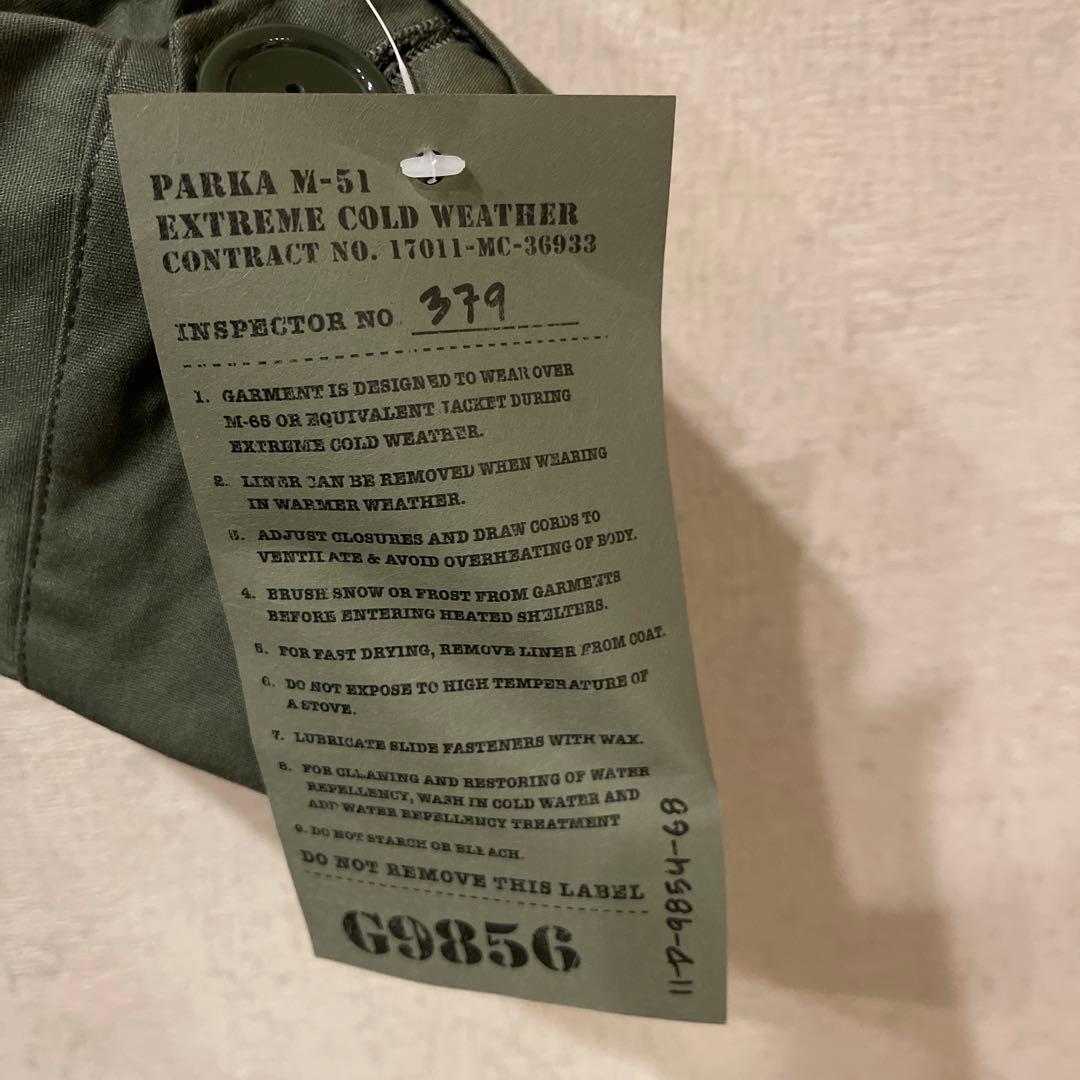 PARKA M-51
EXTREME COLD WEATHER
CONTRACT NO. 17011-MC-36933
INSPECTOR NO. 379
1. GARMENT IS DESIGNED TO WEAR OVER
M-65 OR EQUIVALENT JACKET DURING
EXTREME COLD WEATHER.
2. LINER CAN BE REMOVED WHEN WEARING
IN WARMER WEATHER.
3. ADJUST CLOSURES AND DRAW CORDS TO
VENTILATE & AVOID OVERHEATING OF BODY.
4. BRUSH SNOW OR FROST FROM GARMENTS
BEFORE ENTERING HEATED SHELTERS.
5. FOR FAST DRYING, REMOVE LINER FROM COAT.
6. DO NOT EXPOSE TO HIGH TEMPERATURE OF
A STOVE.
7. LUBRICATE SLIDE FASTENERS WITH WAX.
8. FOR CLEANING AND RESTORING OF WATER
REPELLENCY, WASH IN COLD WATER AND
ADD WATER REPELLENCY TREATMENT
9. DO NOT STARCH OR BLEACH.
DO NOT REMOVE THIS LABEL
G9856
11-P-9854-68